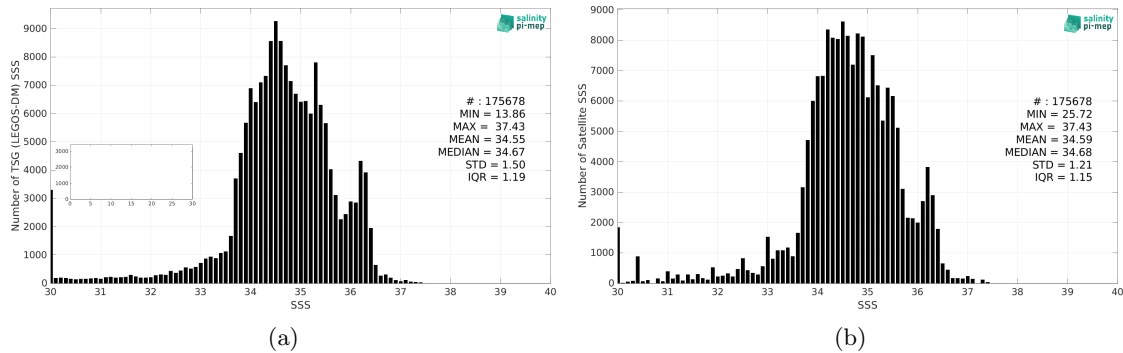 9000
8000
7000
6000
5000
4000
3000
2000
1000
0
Number of TSG (LEGOS-DM) SSS
salinity
pi-mep
# : 175678
MIN = 13.86
MAX = 37.43
MEAN = 34.55
MEDIAN = 34.67
STD = 1.50
IQR = 1.19
3000
2000
1000
0
0 5 10 15 20 25 30
30 31 32 33 34 35 36 37 38 39 40
SSS
(a)
9000
8000
7000
6000
5000
4000
3000
2000
1000
0
Number of Satellite SSS
salinity
pi-mep
# : 175678
MIN = 25.72
MAX = 37.43
MEAN = 34.59
MEDIAN = 34.68
STD = 1.21
IQR = 1.15
30 31 32 33 34 35 36 37 38 39 40
SSS
(b)